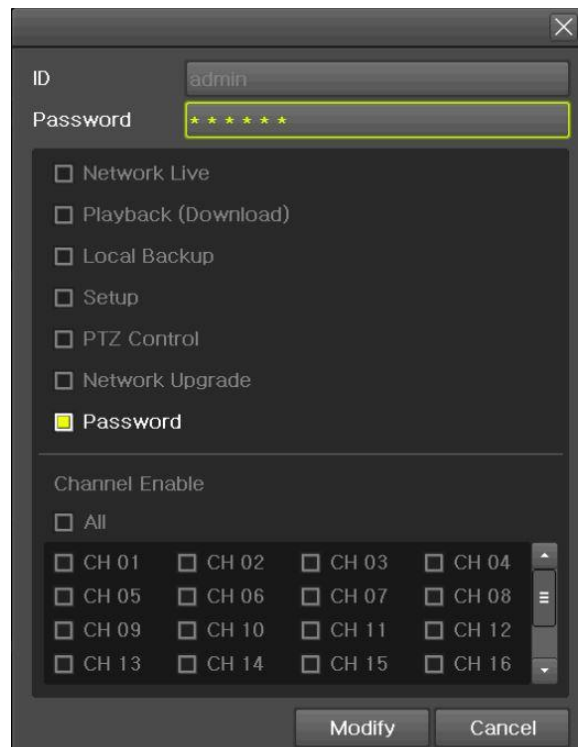 ID admin
Password ******
Network Live
Playback (Download)
Local Backup
Setup
PTZ Control
Network Upgrade
Password
Channel Enable
All
CH 01 CH 02 CH 03 CH 04
CH 05 CH 06 CH 07 CH 08
CH 09 CH 10 CH 11 CH 12
CH 13 CH 14 CH 15 CH 16
Modify Cancel